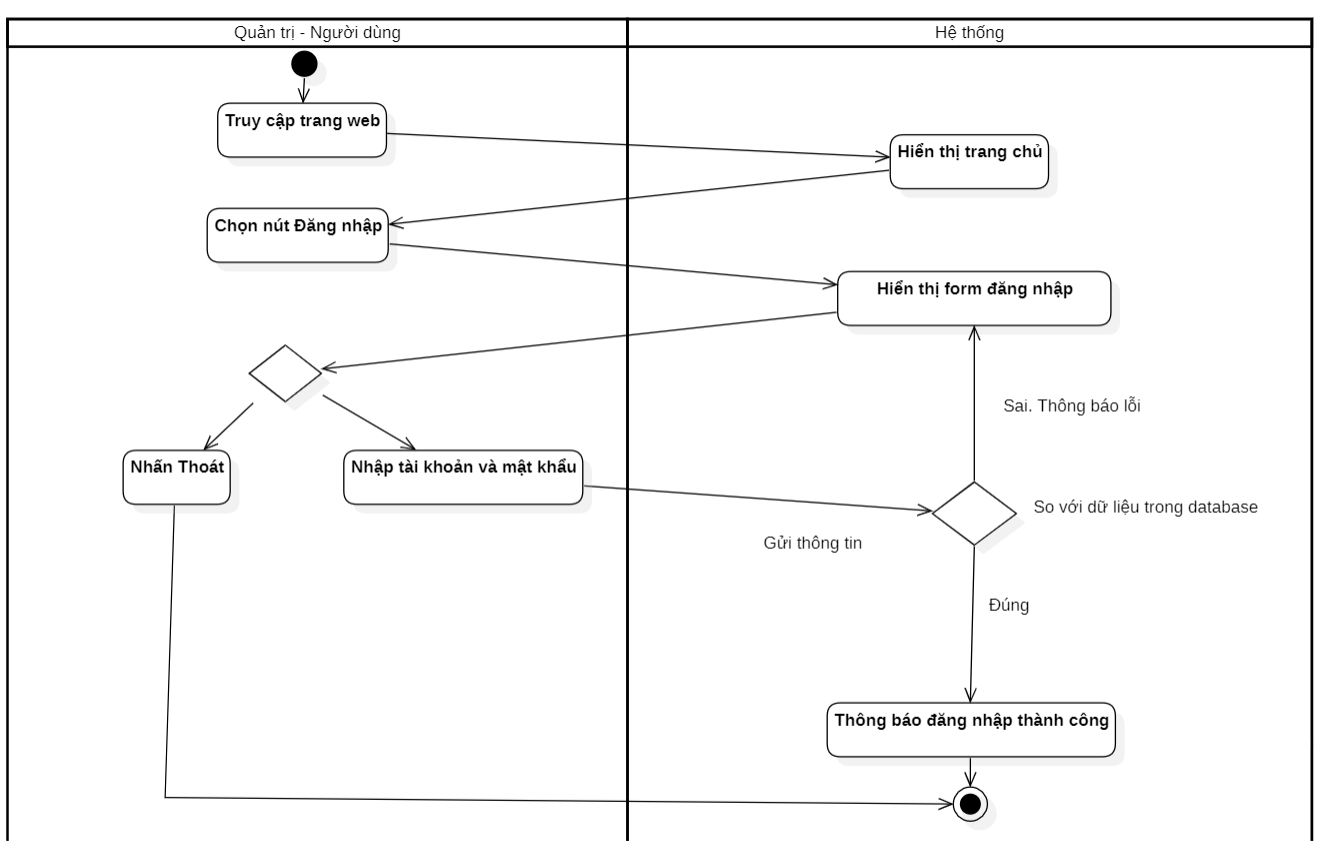 Quản trị - Người dùng
Hệ thống
Truy cập trang web
Hiển thị trang chủ
Chọn nút Đăng nhập
Hiển thị form đăng nhập
Sai. Thông báo lỗi
Nhấn Thoát
Nhập tài khoản và mật khẩu
So với dữ liệu trong database
Gửi thông tin
Đúng
Thông báo đăng nhập thành công